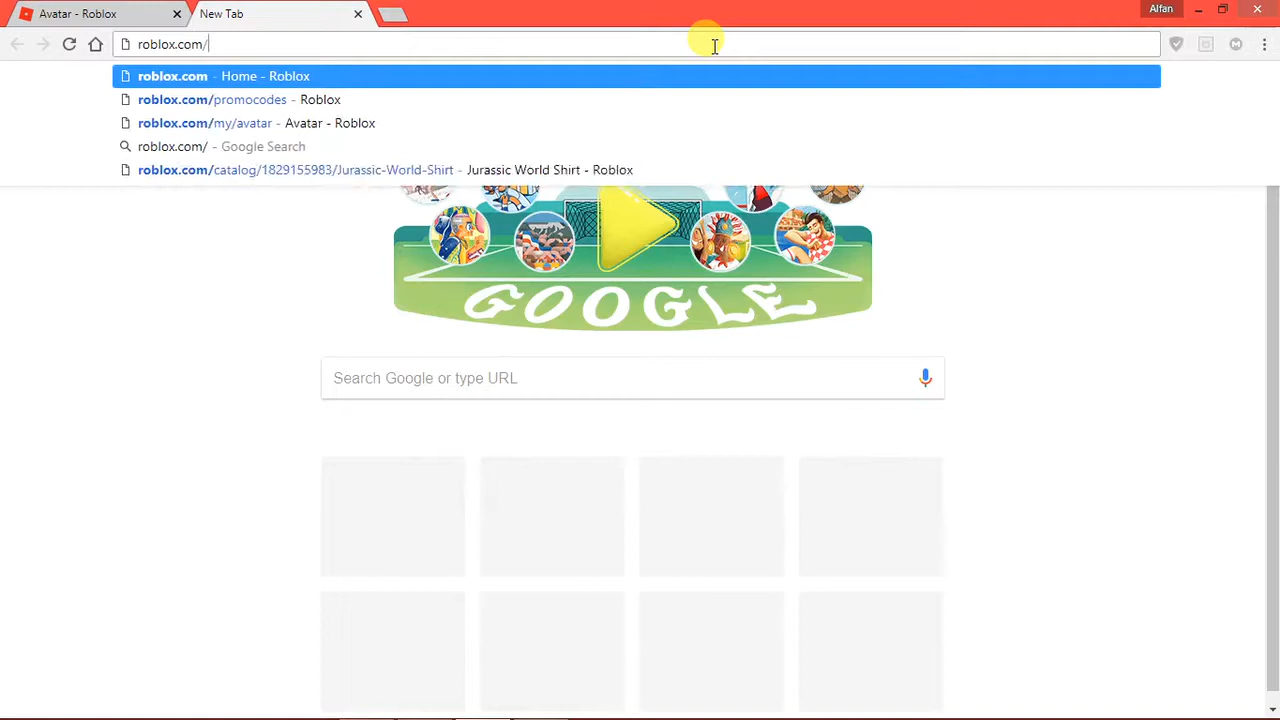 Avatar - Roblox
New Tab
Alfan
roblox.com/
roblox.com - Home - Roblox
roblox.com/promocodes - Roblox
roblox.com/my/avatar - Avatar - Roblox
roblox.com/ - Google Search
roblox.com/catalog/1829155983/Jurassic-World-Shirt - Jurassic World Shirt - Roblox
GOOGLE
Search Google or type URL